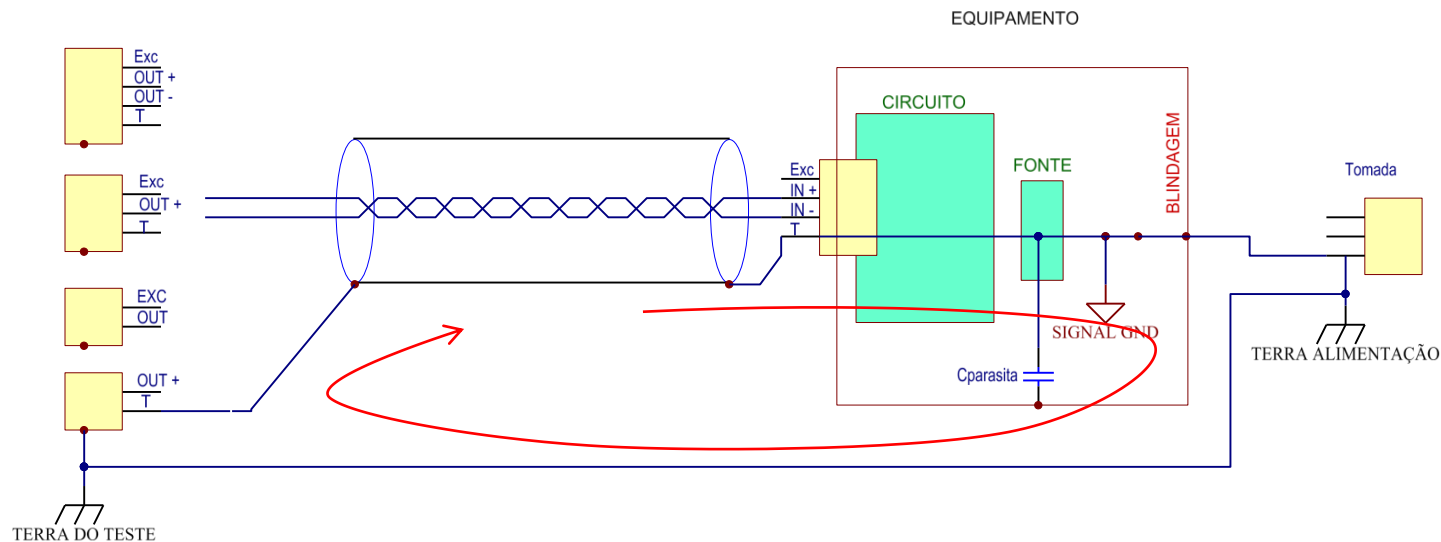 EQUIPAMENTO
Exc
OUT +
OUT -
T
Exc
OUT +
T
EXC
OUT
OUT +
T
TERRA DO TESTE
CIRCUITO
Exc
IN +
IN -
T
FONTE
BLINDAGEM
SIGNAL GND
Cparasita
Tomada
TERRA ALIMENTAÇÃO